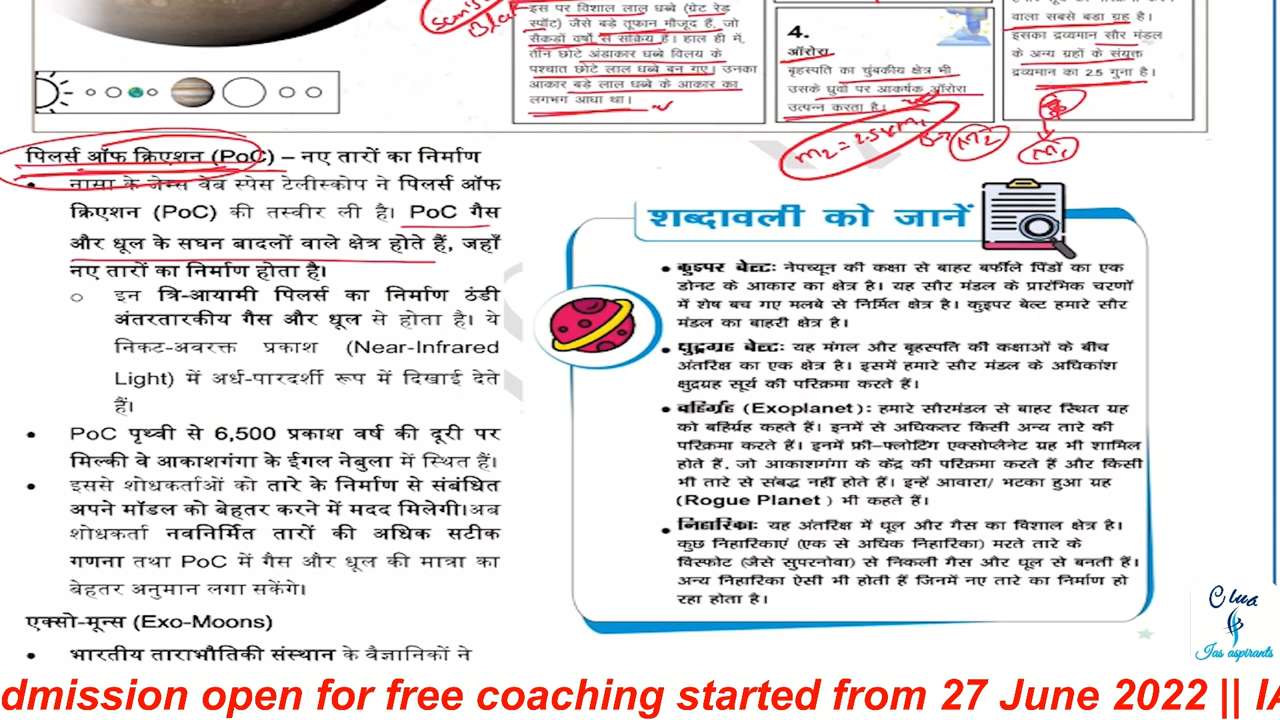 इस पर विशाल लाल धब्बे (ग्रेट रेड
स्पॉट) जैसे बड़े तूफान मौजूद हैं, जो
सैकडों वर्षों से सक्रिय है। हाल ही में,
तीन छोटे अंडाकार धब्बे विलय के
पश्चात छोटे लाल धब्बे बन गए। उनका
आकार बड़े लाल धब्बे के आकार का
लगभग आधा था।
4.
ऑरोरा
बृहस्पति का चुंबकीय क्षेत्र भी
उसके ध्रुवों पर आकर्षक ऑरोरा
उत्पन्न करता है।
वाला सबसे बडा ग्रह है।
इसका द्रव्यमान सौर मंडल
के अन्य ग्रहों के संयुक्त
द्रव्यमान का 2.5 गुना है।
M2 = 2.5xM1
M2
M1
पिलर्स ऑफ क्रिएशन (PoC) – नए तारों का निर्माण
• नासा के जेम्स वेब स्पेस टेलीस्कोप ने पिलर्स ऑफ
क्रिएशन (PoC) की तस्वीर ली है। PoC गैस
और धूल के सघन बादलों वाले क्षेत्र होते हैं, जहाँ
नए तारों का निर्माण होता है।
○ इन त्रि-आयामी पिलर्स का निर्माण ठंडी
अंतरतारकीय गैस और धूल से होता है। ये
निकट-अवरक्त प्रकाश (Near-Infrared
Light) में अर्ध-पारदर्शी रूप में दिखाई देते
हैं।
• PoC पृथ्वी से 6,500 प्रकाश वर्ष की दूरी पर
मिल्की वे आकाशगंगा के ईगल नेबुला में स्थित हैं।
• इससे शोधकर्ताओं को तारे के निर्माण से संबंधित
अपने मॉडल को बेहतर करने में मदद मिलेगी।अब
शोधकर्ता नवनिर्मित तारों की अधिक सटीक
गणना तथा PoC में गैस और धूल की मात्रा का
बेहतर अनुमान लगा सकेंगे।
एक्सो-मून्स (Exo-Moons)
• भारतीय ताराभौतिकी संस्थान के वैज्ञानिकों ने
शब्दावली को जानें
• कुइपर बेल्टः नेपच्यून की कक्षा से बाहर बर्फीले पिंडों का एक
डोनट के आकार का क्षेत्र है। यह सौर मंडल के प्रारंभिक चरणों
में शेष बच गए मलबे से निर्मित क्षेत्र है। कुइपर बेल्ट हमारे सौर
मंडल का बाहरी क्षेत्र है।
• क्षुद्रग्रह बेल्टः यह मंगल और बृहस्पति की कक्षाओं के बीच
अंतरिक्ष का एक क्षेत्र है। इसमें हमारे सौर मंडल के अधिकांश
क्षुद्रग्रह सूर्य की परिक्रमा करते हैं।
• बहिर्ग्रह (Exoplanet): हमारे सौरमंडल से बाहर स्थित ग्रह
को बहिर्ग्रह कहते हैं। इनमें से अधिकतर किसी अन्य तारे की
परिक्रमा करते हैं। इनमें फ्री-फ्लोटिंग एक्सोप्लैनेट ग्रह भी शामिल
होते हैं, जो आकाशगंगा के केंद्र की परिक्रमा करते हैं और किसी
भी तारे से संबद्ध नहीं होते हैं। इन्हें आवारा/ भटका हुआ ग्रह
(Rogue Planet ) भी कहते हैं।
• निहारिकाः यह अंतरिक्ष में धूल और गैस का विशाल क्षेत्र है।
कुछ निहारिकाएं (एक से अधिक निहारिका) मरते तारे के
विस्फोट (जैसे सुपरनोवा) से निकली गैस और धूल से बनती हैं।
अन्य निहारिका ऐसी भी होती हैं जिनमें नए तारे का निर्माण हो
रहा होता है।
Clue
Ias aspirants
dmission open for free coaching started from 27 June 2022 || IA